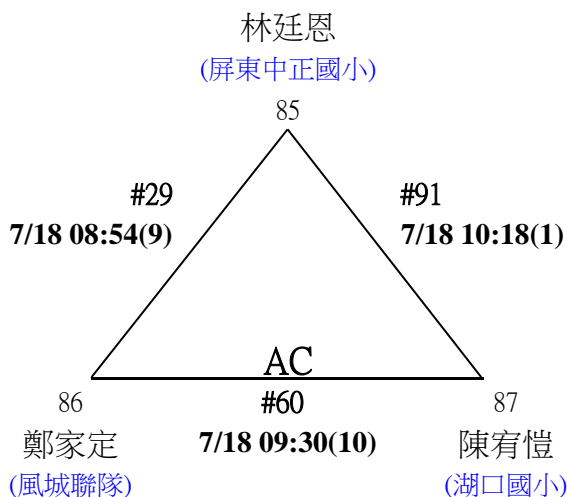 林廷恩
(屏東中正國小)
85
#29
7/18 08:54(9)
#91
7/18 10:18(1)
AC
86
#60
87
鄭家定
7/18 09:30(10)
陳宥愷
(風城聯隊)
(湖口國小)